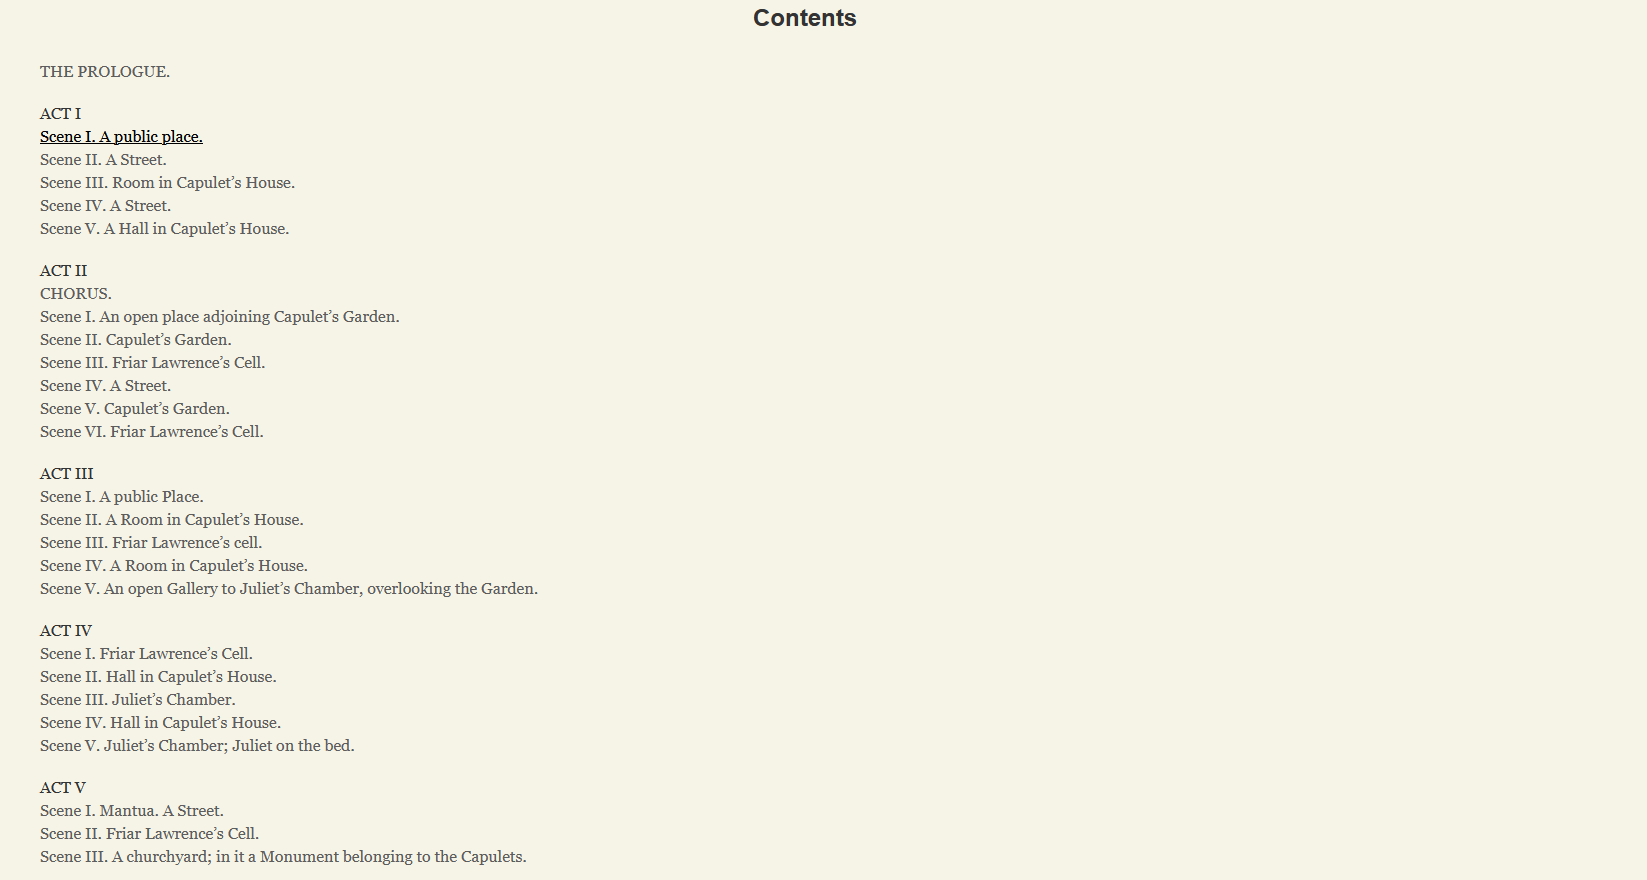 Contents
THE PROLOGUE.
ACT I
Scene I. A public place.
Scene II. A Street.
Scene III. Room in Capulet’s House.
Scene IV. A Street.
Scene V. A Hall in Capulet’s House.
ACT II
CHORUS.
Scene I. An open place adjoining Capulet’s Garden.
Scene II. Capulet’s Garden.
Scene III. Friar Lawrence’s Cell.
Scene IV. A Street.
Scene V. Capulet’s Garden.
Scene VI. Friar Lawrence’s Cell.
ACT III
Scene I. A public Place.
Scene II. A Room in Capulet’s House.
Scene III. Friar Lawrence’s cell.
Scene IV. A Room in Capulet’s House.
Scene V. An open Gallery to Juliet’s Chamber, overlooking the Garden.
ACT IV
Scene I. Friar Lawrence’s Cell.
Scene II. Hall in Capulet’s House.
Scene III. Juliet’s Chamber.
Scene IV. Hall in Capulet’s House.
Scene V. Juliet’s Chamber; Juliet on the bed.
ACT V
Scene I. Mantua. A Street.
Scene II. Friar Lawrence’s Cell.
Scene III. A churchyard; in it a Monument belonging to the Capulets.